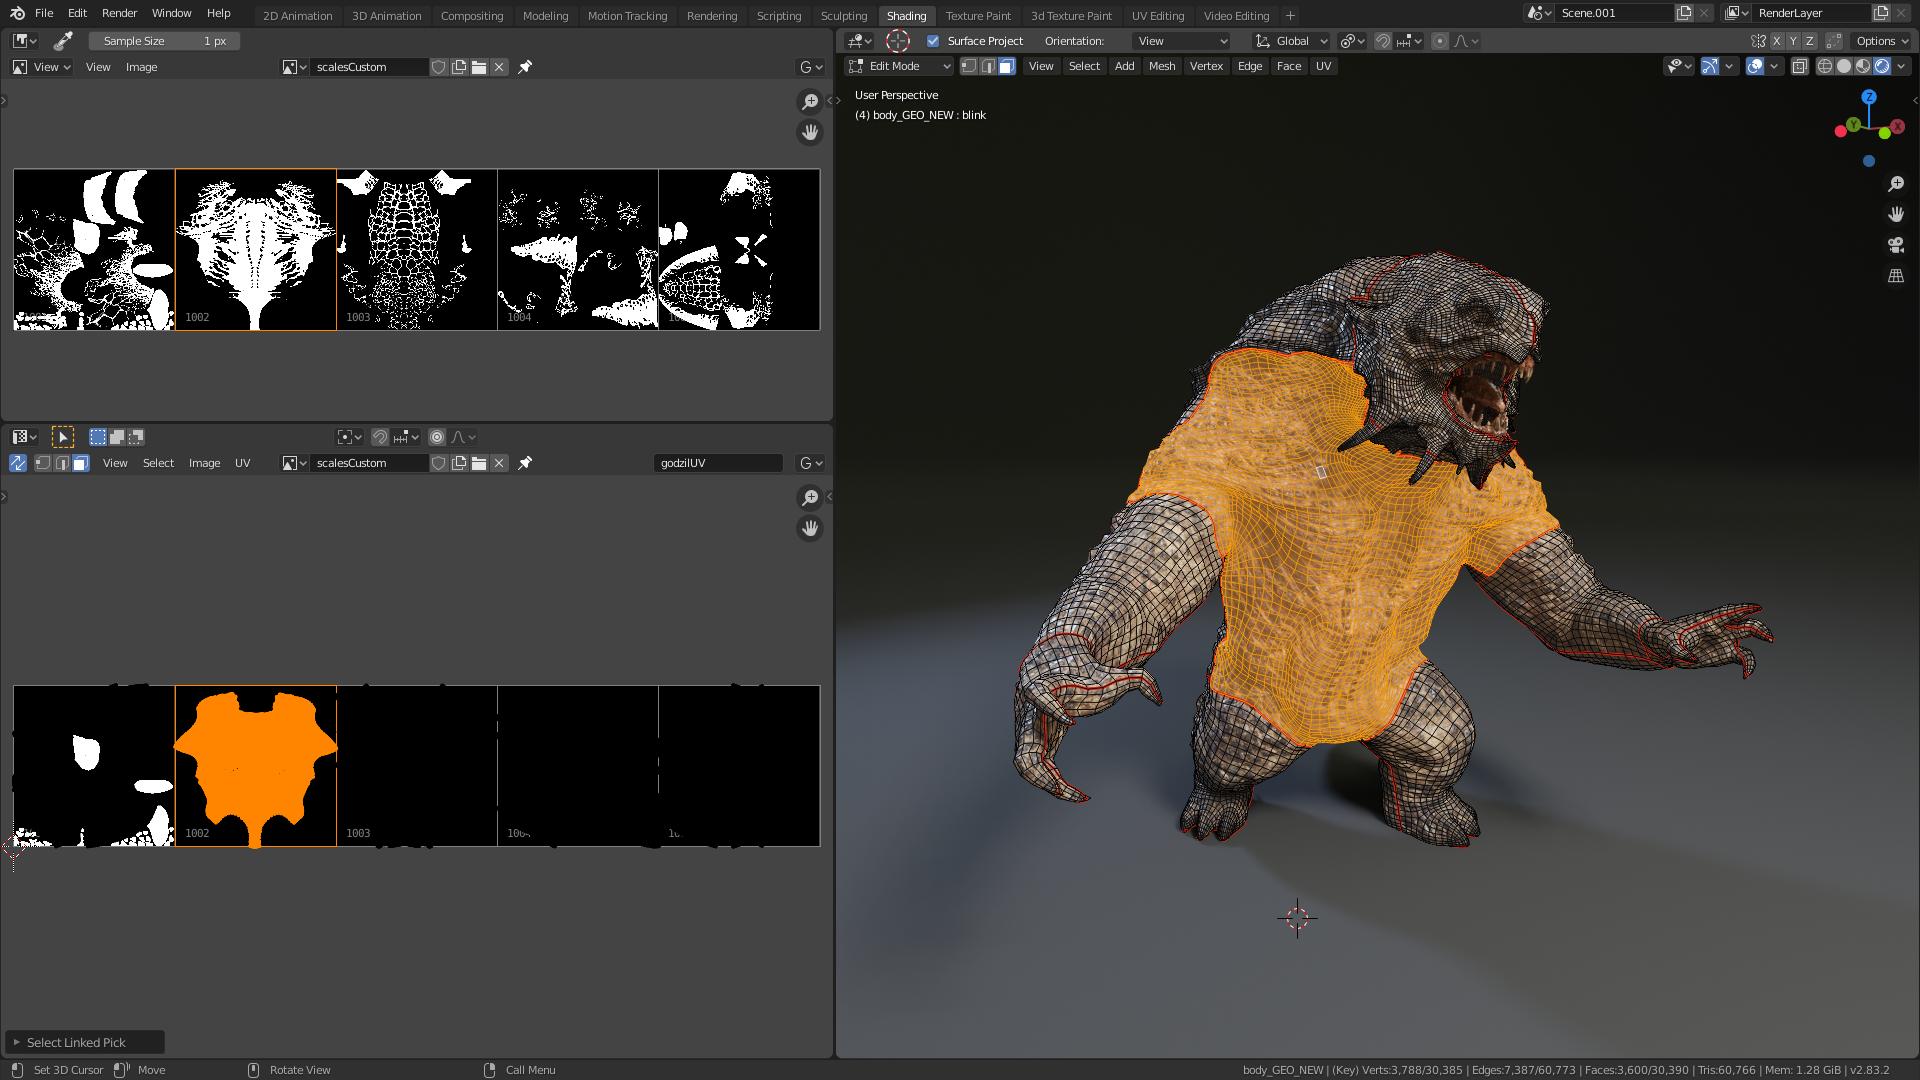 File Edit Render Window Help
2D Animation 3D Animation Compositing Modeling Motion Tracking Rendering Scripting Sculpting Shading Texture Paint 3d Texture Paint UV Editing Video Editing +
Scene.001
RenderLayer
Sample Size 1 px
View View Image
scalesCustom
G
1002
1003
1004
View Select Image UV
scalesCustom
godzilUV
G
1002
1003
Select Linked Pick
Surface Project Orientation: View
Global
X Y Z
Options
Edit Mode
View Select Add Mesh Vertex Edge Face UV
User Perspective
(4) body_GEO_NEW : blink
Z
Y
X
Set 3D Cursor Move Rotate View Call Menu
body_GEO_NEW | (Key) Verts:3,788/30,385 | Edges:7,387/60,773 | Faces:3,600/30,390 | Tris:60,766 | Mem: 1.28 GiB | v2.83.2